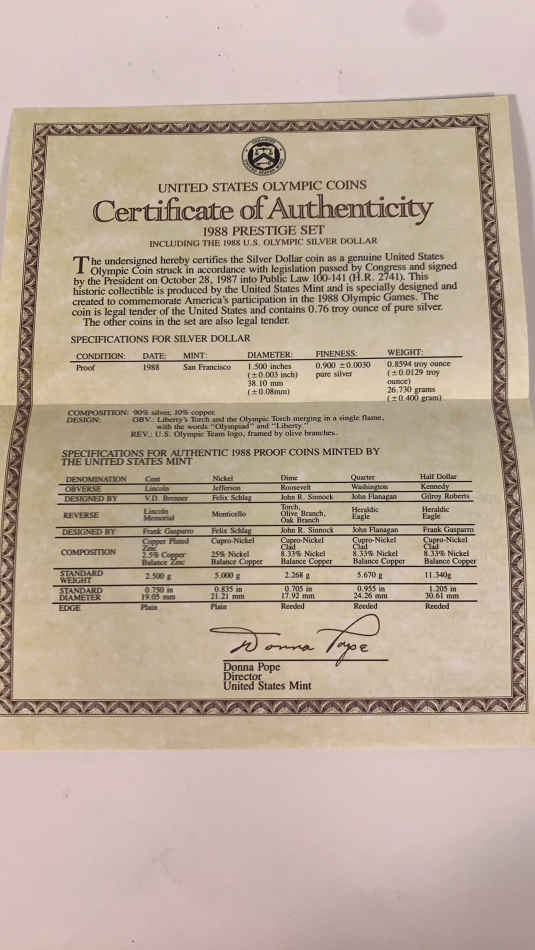 UNITED STATES OLYMPIC COINS
Certificate of Authenticity
1988 PRESTIGE SET
INCLUDING THE 1988 U.S. OLYMPIC SILVER DOLLAR
The undersigned hereby certifies the Silver Dollar coin as a genuine United States
Olympic Coin struck in accordance with legislation passed by Congress and signed
by the President on October 28, 1987 into Public Law 100-141 (H.R. 2741). This
historic collectible is produced by the United States Mint and is specially designed and
created to commemorate America's participation in the 1988 Olympic Games. The
coin is legal tender of the United States and contains 0.76 troy ounce of pure silver.
The other coins in the set are also legal tender.
SPECIFICATIONS FOR SILVER DOLLAR
CONDITION: DATE: MINT: DIAMETER: FINENESS: WEIGHT:
Proof 1988 San Francisco 1.500 inches 0.900 ±0.0030 0.8594 troy ounce
(±0.003 inch) pure silver (±0.0129 troy
38.10 mm ounce)
(±0.08mm) 26.730 grams
(±0.400 gram)
COMPOSITION: 90% silver, 10% copper.
DESIGN: OBV.: Liberty's Torch and the Olympic Torch merging in a single flame,
with the words "Olympiad" and "Liberty."
REV.: U.S. Olympic Team logo, framed by olive branches.
SPECIFICATIONS FOR AUTHENTIC 1988 PROOF COINS MINTED BY
THE UNITED STATES MINT
DENOMINATION Cent Nickel Dime Quarter Half Dollar
OBVERSE Lincoln Jefferson Roosevelt Washington Kennedy
DESIGNED BY V.D. Brenner Felix Schlag John R. Sinnock John Flanagan Gilroy Roberts
REVERSE Lincoln Memorial Monticello Torch, Olive Branch, Oak Branch Heraldic Eagle Heraldic Eagle
DESIGNED BY Frank Gasparro Felix Schlag John R. Sinnock John Flanagan Frank Gasparro
COMPOSITION Copper Plated Zinc 2.5% Copper Balance Zinc Cupro-Nickel 25% Nickel Balance Copper Cupro-Nickel Clad 8.33% Nickel Balance Copper Cupro-Nickel Clad 8.33% Nickel Balance Copper Cupro-Nickel Clad 8.33% Nickel Balance Copper
STANDARD WEIGHT 2.500 g 5.000 g 2.268 g 5.670 g 11.340g
STANDARD DIAMETER 0.750 in 19.05 mm 0.835 in 21.21 mm 0.705 in 17.92 mm 0.955 in 24.26 mm 1.205 in 30.61 mm
EDGE Plain Plain Reeded Reeded Reeded
Donna Pope
Donna Pope
Director
United States Mint